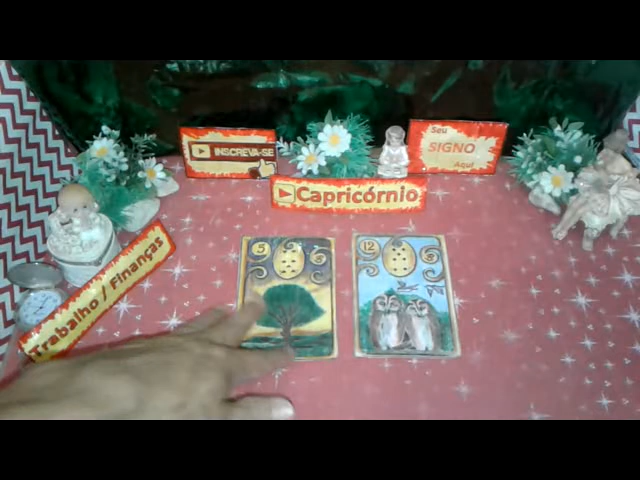 INSCREVA-SE
Seu
SIGNO
Aqui
Capricórnio
Trabalho / Finanças
5
12